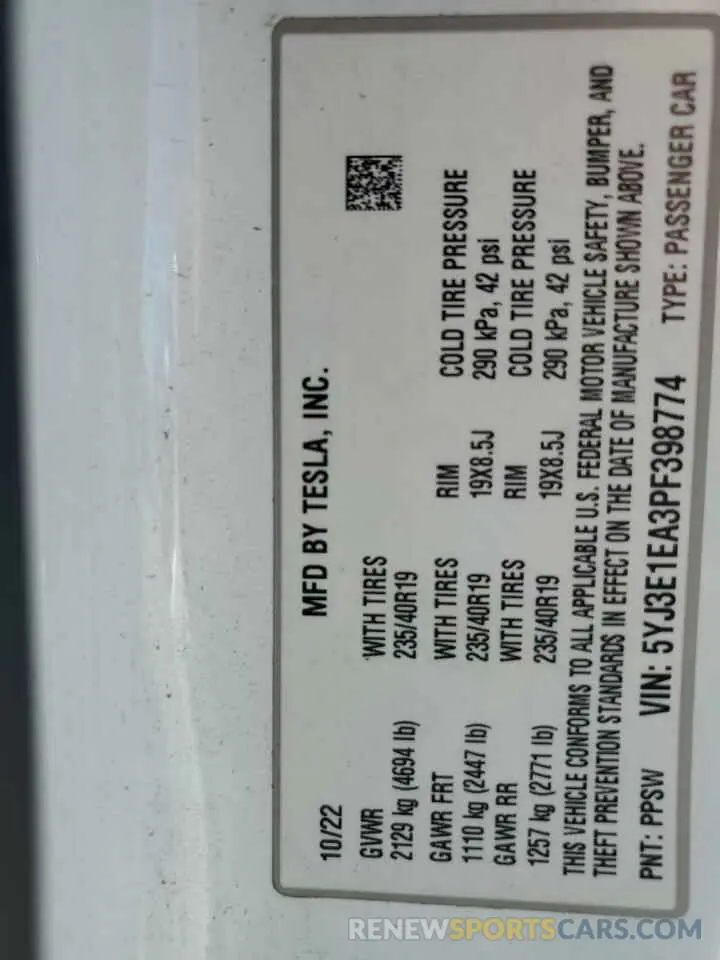 MFD BY TESLA, INC.
10/22
GVWR WITH TIRES
2129 kg (4694 lb) 235/40R19
GAWR FRT WITH TIRES RIM COLD TIRE PRESSURE
1110 kg (2447 lb) 235/40R19 19X8.5J 290 kPa, 42 psi
GAWR RR WITH TIRES RIM COLD TIRE PRESSURE
1257 kg (2771 lb) 235/40R19 19X8.5J 290 kPa, 42 psi
THIS VEHICLE CONFORMS TO ALL APPLICABLE U.S. FEDERAL MOTOR VEHICLE SAFETY, BUMPER, AND
THEFT PREVENTION STANDARDS IN EFFECT ON THE DATE OF MANUFACTURE SHOWN ABOVE.
PNT: PPSW VIN: 5YJ3E1EA3PF398774 TYPE: PASSENGER CAR
RENEWSPORTSCARS.COM